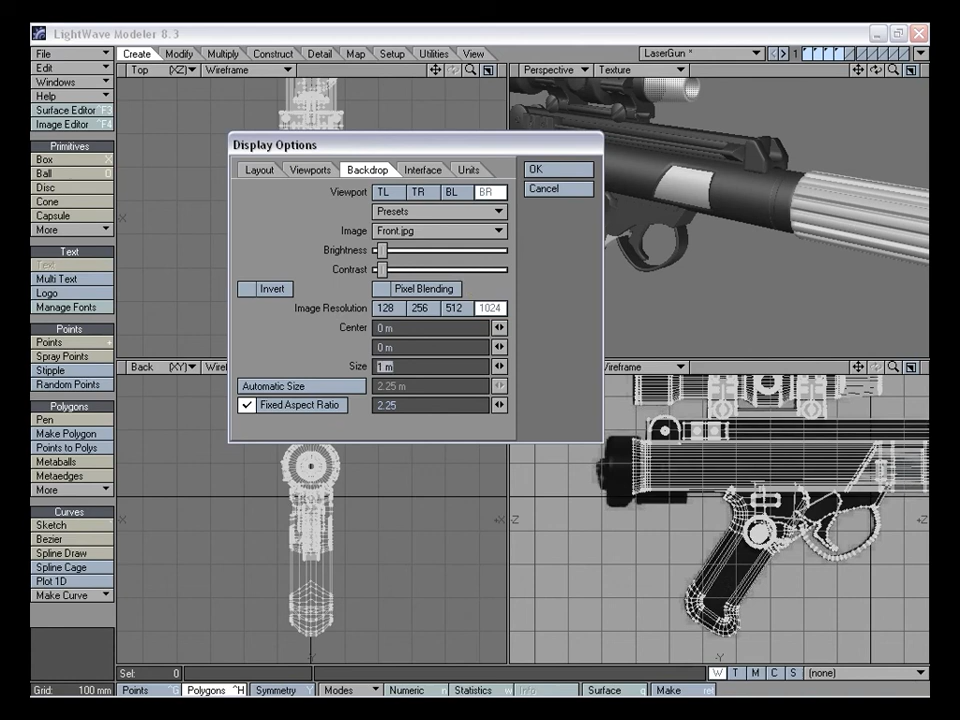 LightWave Modeler 8.3
File
Edit
Windows
Help
Surface Editor ^F3
Image Editor ^F4
Create Modify Multiply Construct Detail Map Setup Utilities View
LaserGun *
1
Top (XZ) Wireframe
Perspective Texture
Primitives
Box X
Ball O
Disc
Cone
Capsule
More
Text
Text
Multi Text
Logo
Manage Fonts
Points
Points +
Spray Points
Stipple
Random Points
Polygons
Pen
Make Polygon
Points to Polys
Metaballs
Metaedges
More
Curves
Sketch
Bezier
Spline Draw
Spline Cage
Plot 1D
Make Curve
Display Options
Layout Viewports Backdrop Interface Units
OK
Cancel
Viewport TL TR BL BR
Presets
Image Front.jpg
Brightness
Contrast
Invert Pixel Blending
Image Resolution 128 256 512 1024
Center 0 m
0 m
Size 1 m
Automatic Size 2.25 m
Fixed Aspect Ratio 2.25
Back (XY)
Sel: 0
W T M C S (none)
Grid: 100 mm
Points ^G Polygons ^H Symmetry Y Modes Numeric n Statistics w Info Surface q Make ret